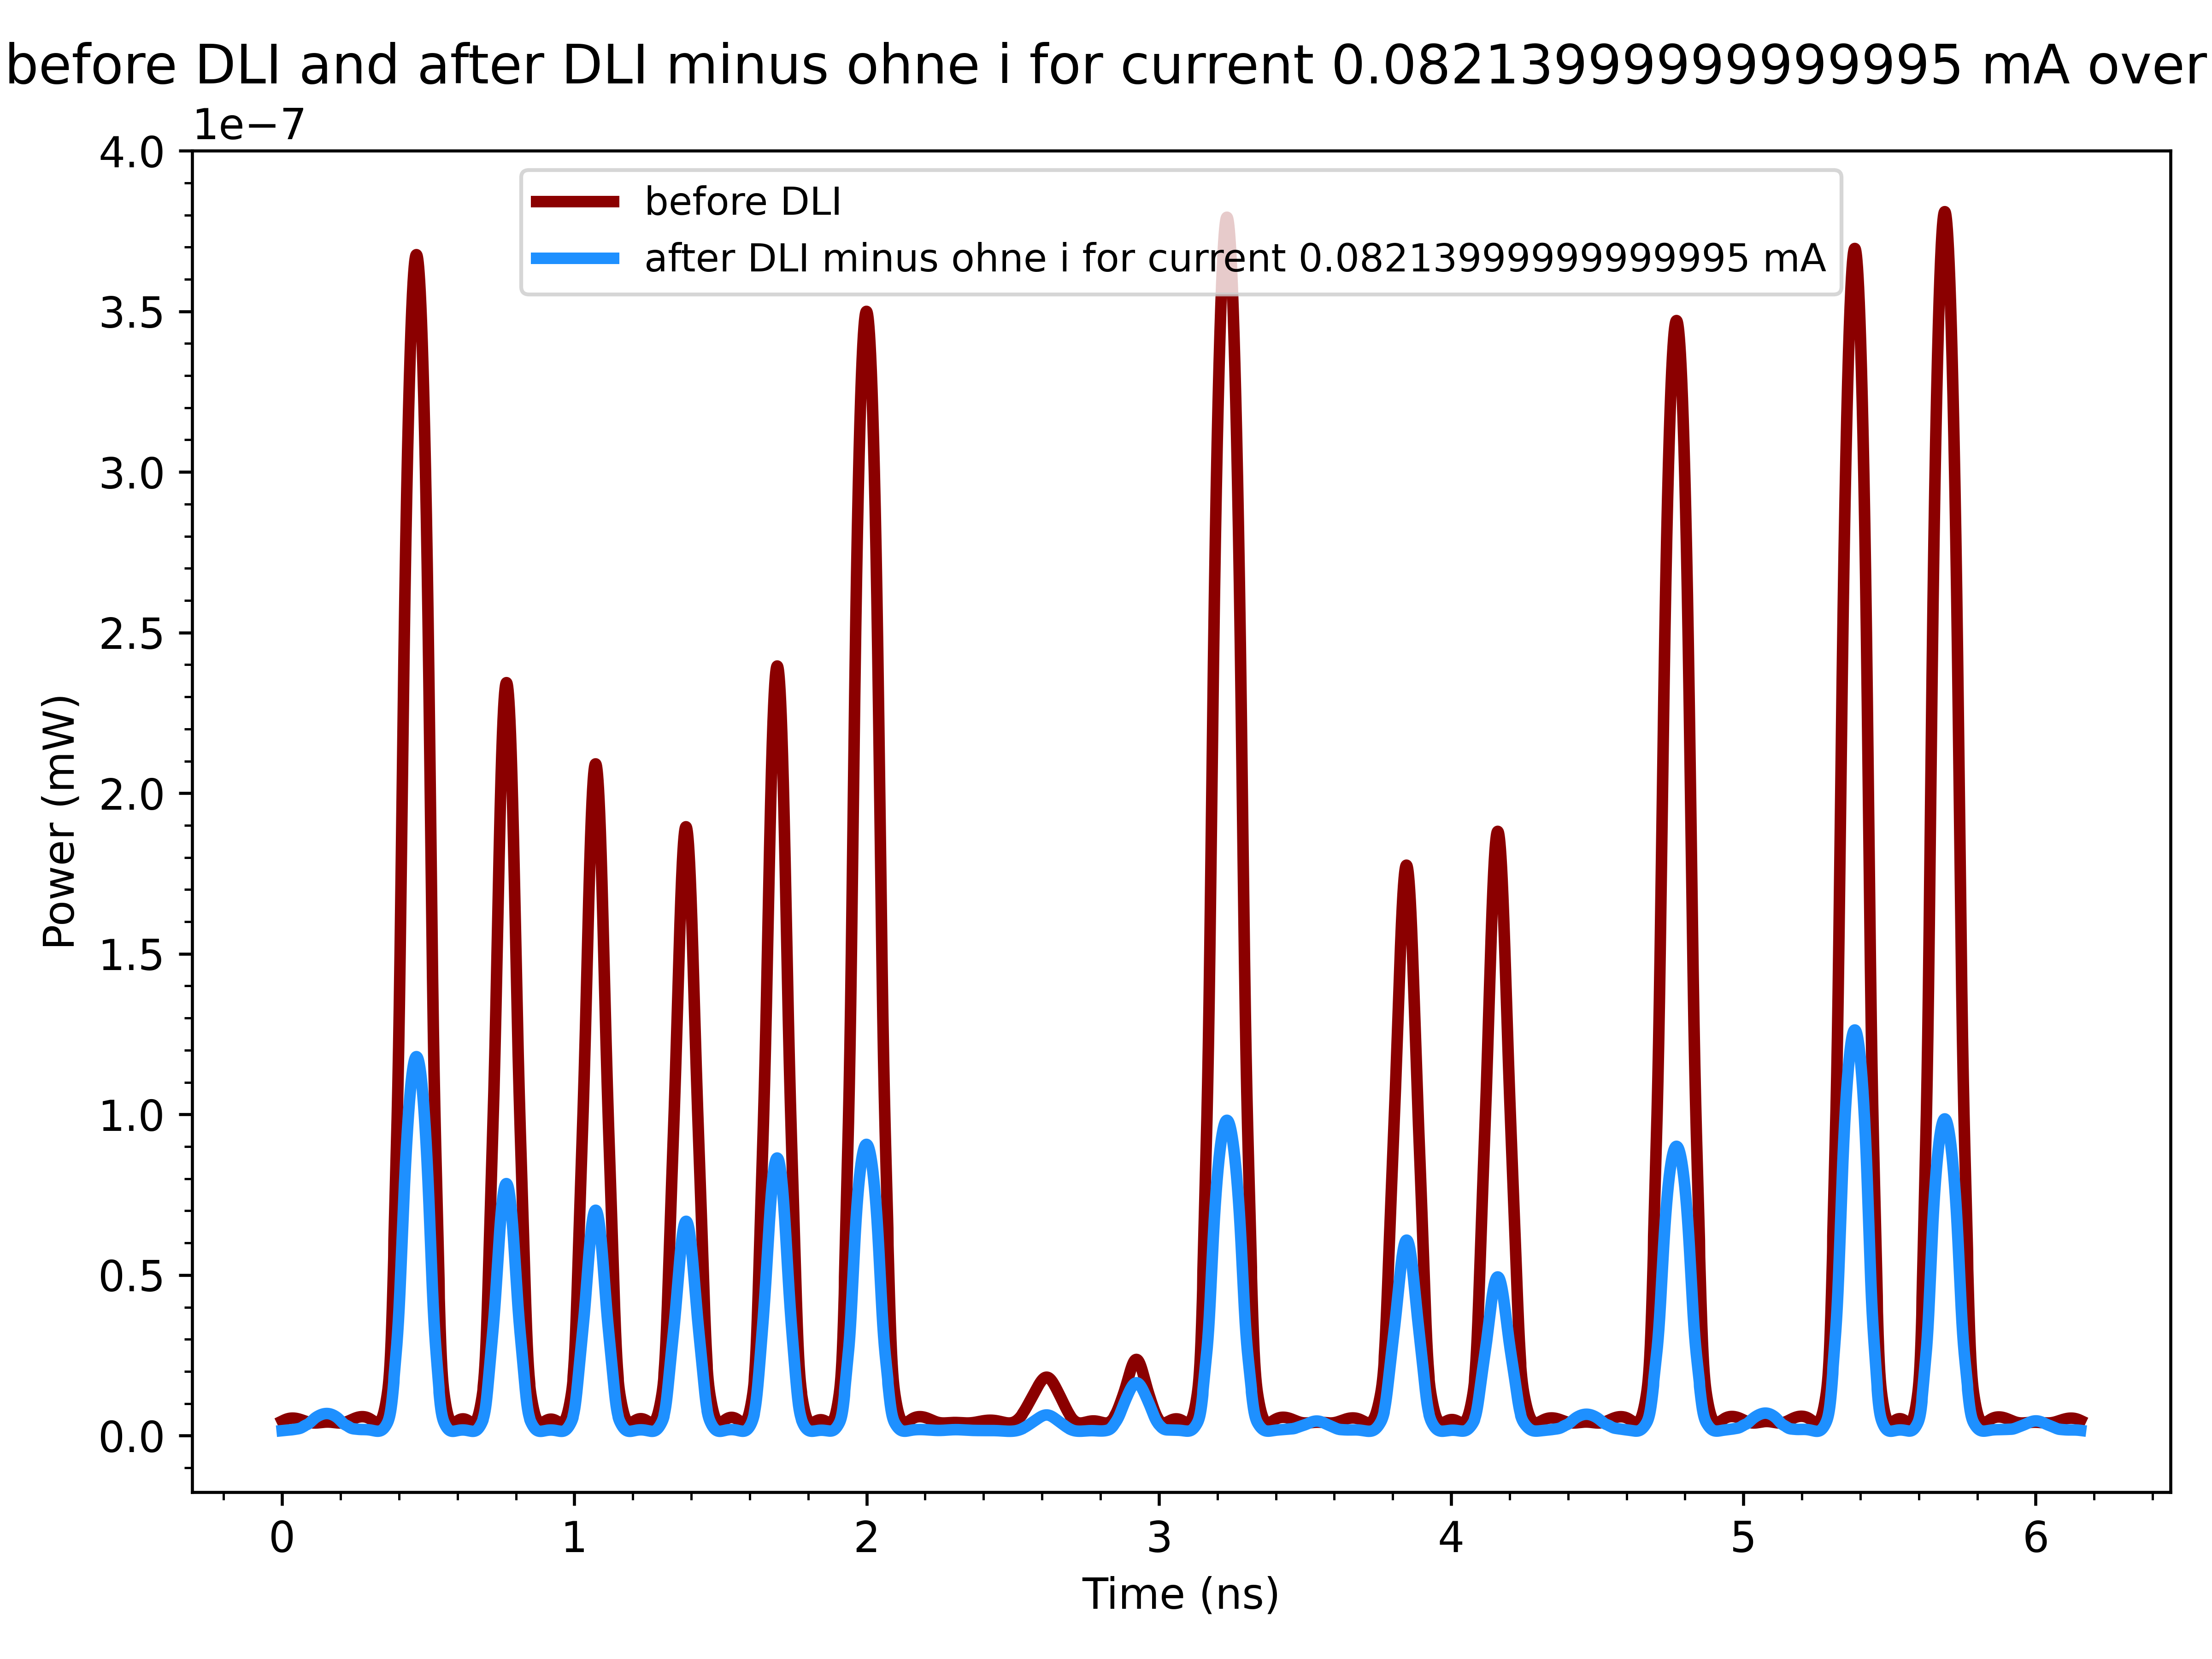 before DLI and after DLI minus ohne i for current 0.08213999999999995 mA over
1e−7
4.0
3.5
3.0
2.5
2.0
1.5
1.0
0.5
0.0
Power (mW)
before DLI
after DLI minus ohne i for current 0.08213999999999995 mA
0 1 2 3 4 5 6
Time (ns)